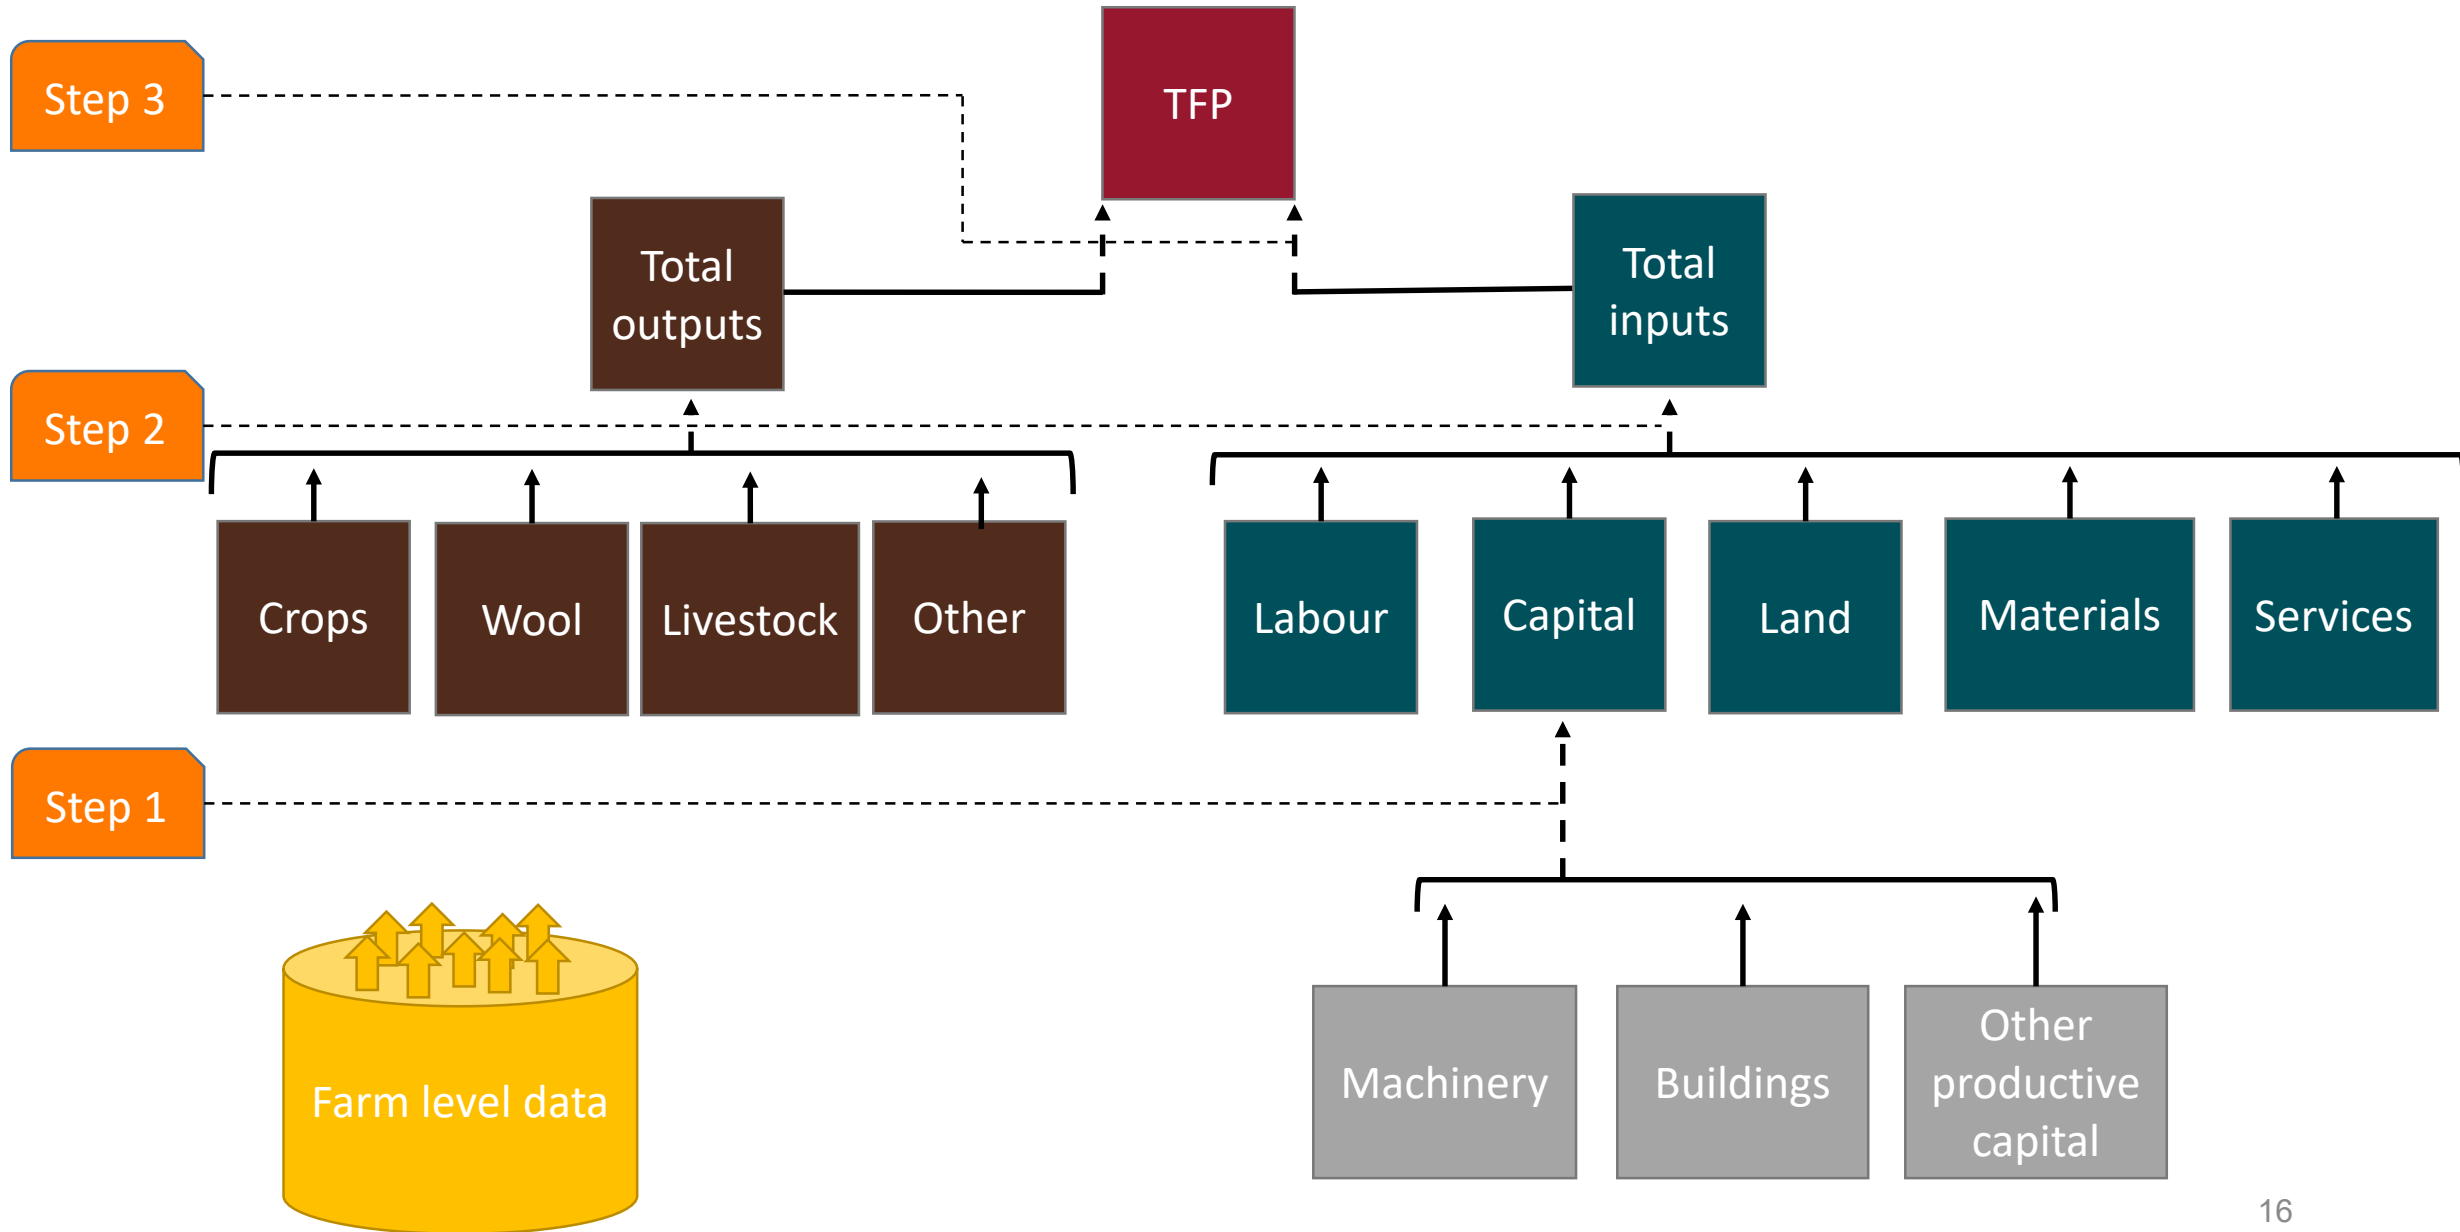 Step 3
TFP
Total
outputs
Total
inputs
Step 2
Crops
Wool
Livestock
Other
Labour
Capital
Land
Materials
Services
Step 1
Farm level data
Machinery
Buildings
Other
productive
capital
16